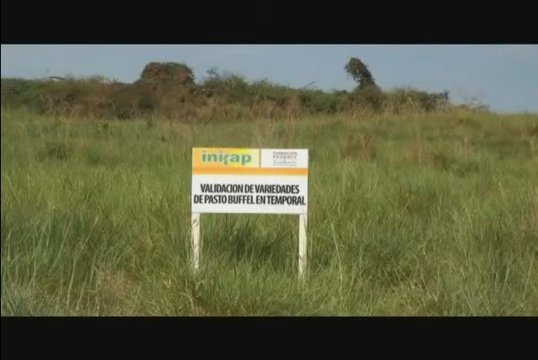 inifap
VALIDACION DE VARIEDADES
DE PASTO BUFFEL EN TEMPORAL